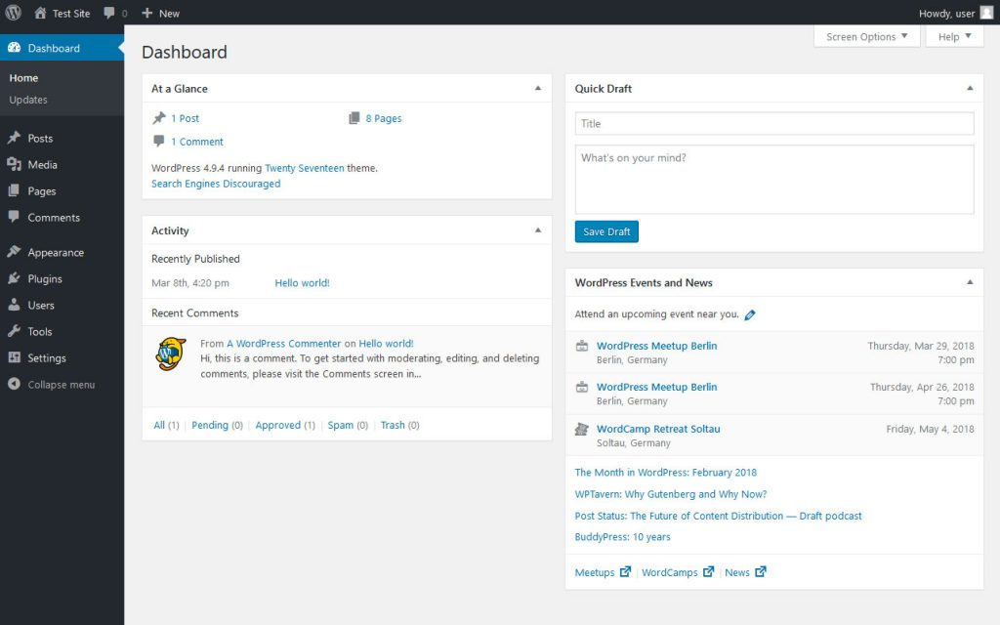 Test Site 0 New Howdy, user
Screen Options Help
Dashboard
Home
Updates
Posts
Media
Pages
Comments
Appearance
Plugins
Users
Tools
Settings
Collapse menu
Dashboard
At a Glance
1 Post 8 Pages
1 Comment
WordPress 4.9.4 running Twenty Seventeen theme.
Search Engines Discouraged
Activity
Recently Published
Mar 8th, 4:20 pm Hello world!
Recent Comments
From A WordPress Commenter on Hello world!
Hi, this is a comment. To get started with moderating, editing, and deleting
comments, please visit the Comments screen in...
All (1) | Pending (0) | Approved (1) | Spam (0) | Trash (0)
Quick Draft
Title
What's on your mind?
Save Draft
WordPress Events and News
Attend an upcoming event near you.
WordPress Meetup Berlin Thursday, Mar 29, 2018
Berlin, Germany 7:00 pm
WordPress Meetup Berlin Thursday, Apr 26, 2018
Berlin, Germany 7:00 pm
WordCamp Retreat Soltau Friday, May 4, 2018
Soltau, Germany
The Month in WordPress: February 2018
WPTavern: Why Gutenberg and Why Now?
Post Status: The Future of Content Distribution — Draft podcast
BuddyPress: 10 years
Meetups | WordCamps | News